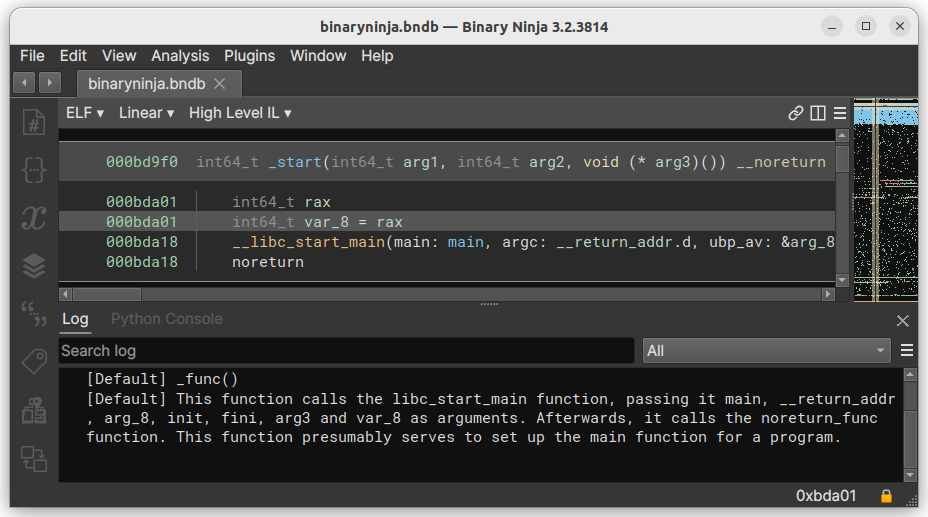 binaryninja.bndb — Binary Ninja 3.2.3814
File Edit View Analysis Plugins Window Help
binaryninja.bndb
ELF ▾ Linear ▾ High Level IL ▾
000bd9f0 int64_t _start(int64_t arg1, int64_t arg2, void (* arg3)()) __noreturn
000bda01 int64_t rax
000bda01 int64_t var_8 = rax
000bda18 __libc_start_main(main: main, argc: __return_addr.d, ubp_av: &arg_8
000bda18 noreturn
Log Python Console
Search log All
[Default] _func()
[Default] This function calls the libc_start_main function, passing it main, __return_addr
, arg_8, init, fini, arg3 and var_8 as arguments. Afterwards, it calls the noreturn_func
function. This function presumably serves to set up the main function for a program.
0xbda01